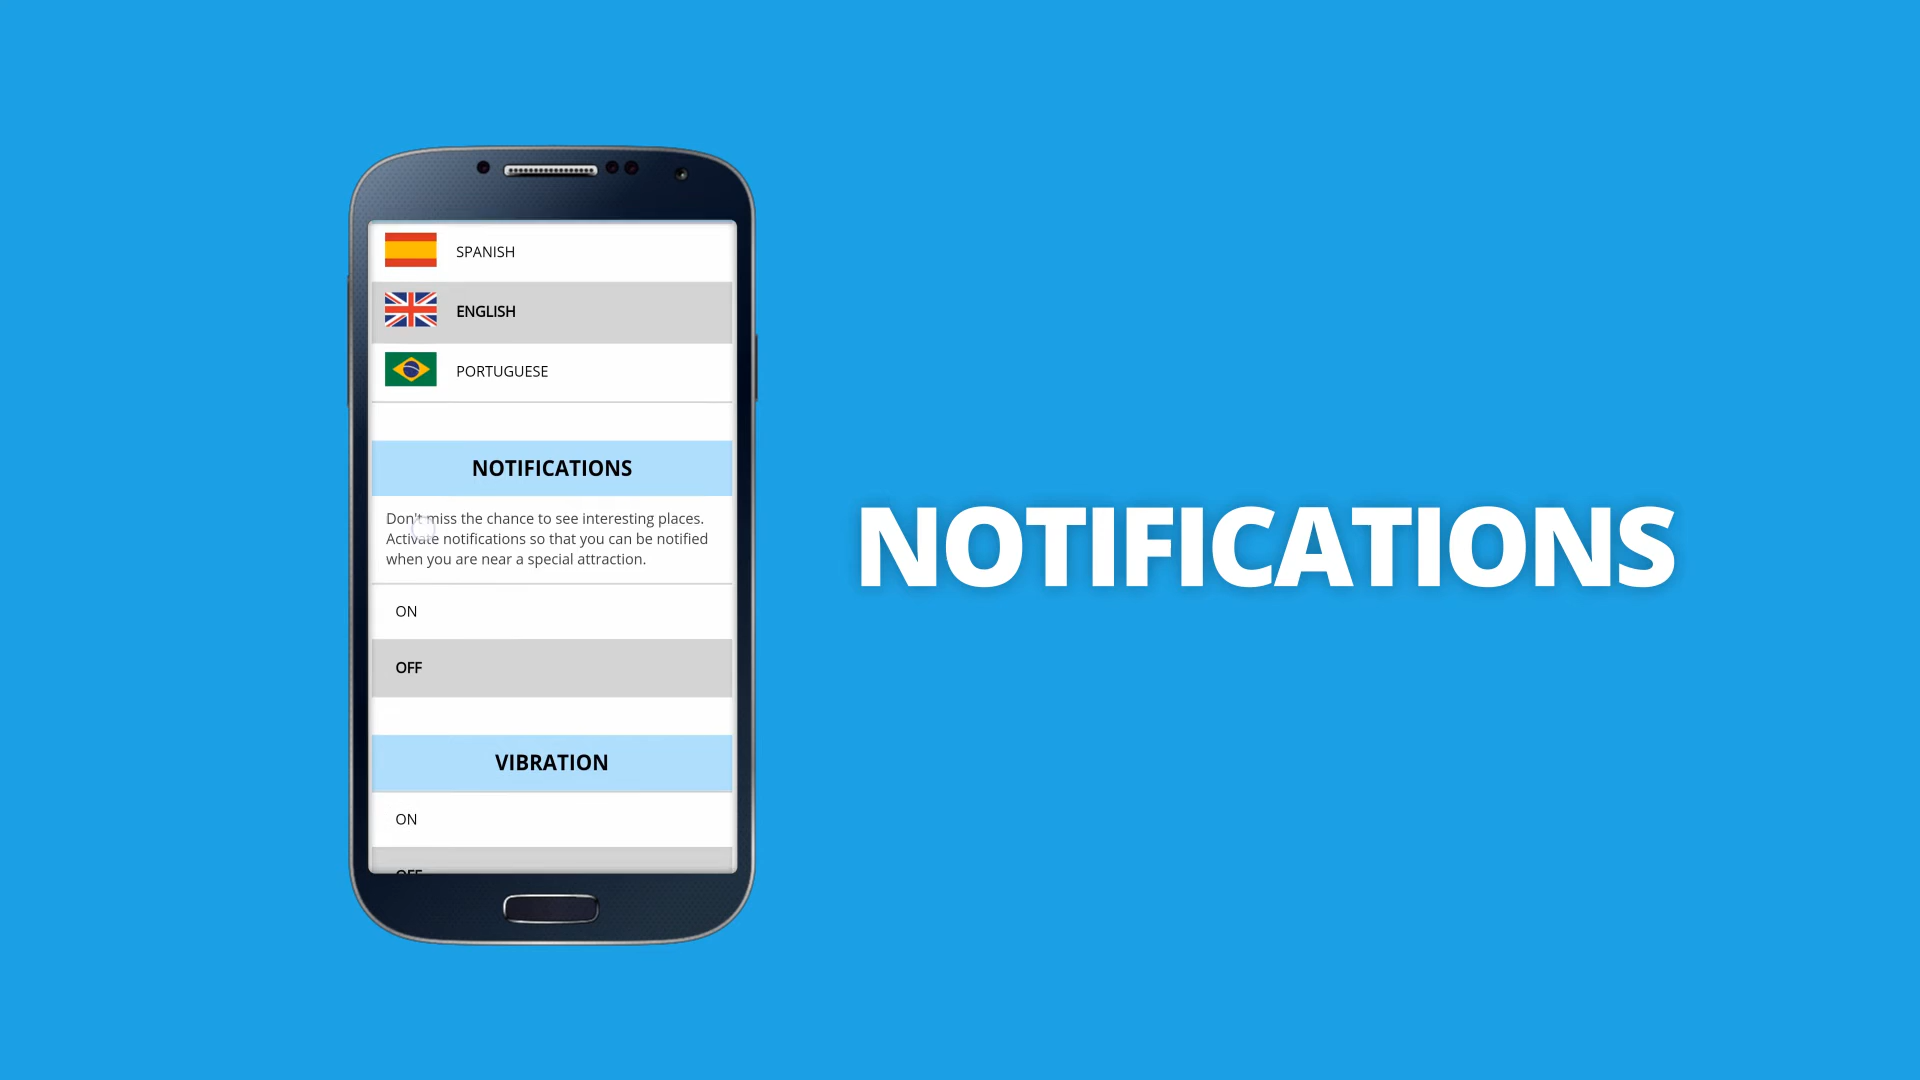 SPANISH
ENGLISH
PORTUGUESE
NOTIFICATIONS
Don't miss the chance to see interesting places.
Activate notifications so that you can be notified
when you are near a special attraction.
ON
OFF
VIBRATION
ON
OFF
NOTIFICATIONS